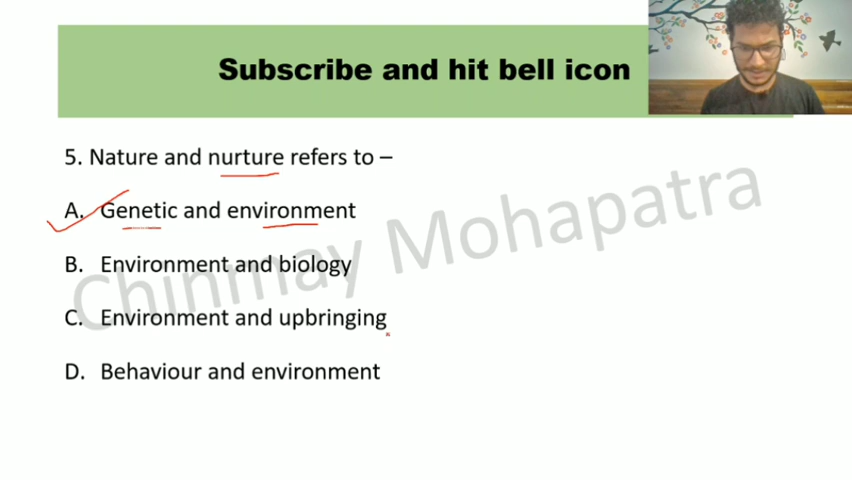 Subscribe and hit bell icon
5. Nature and nurture refers to –
A. Genetic and environment
B. Environment and biology
C. Environment and upbringing
D. Behaviour and environment
Chinmay Mohapatra